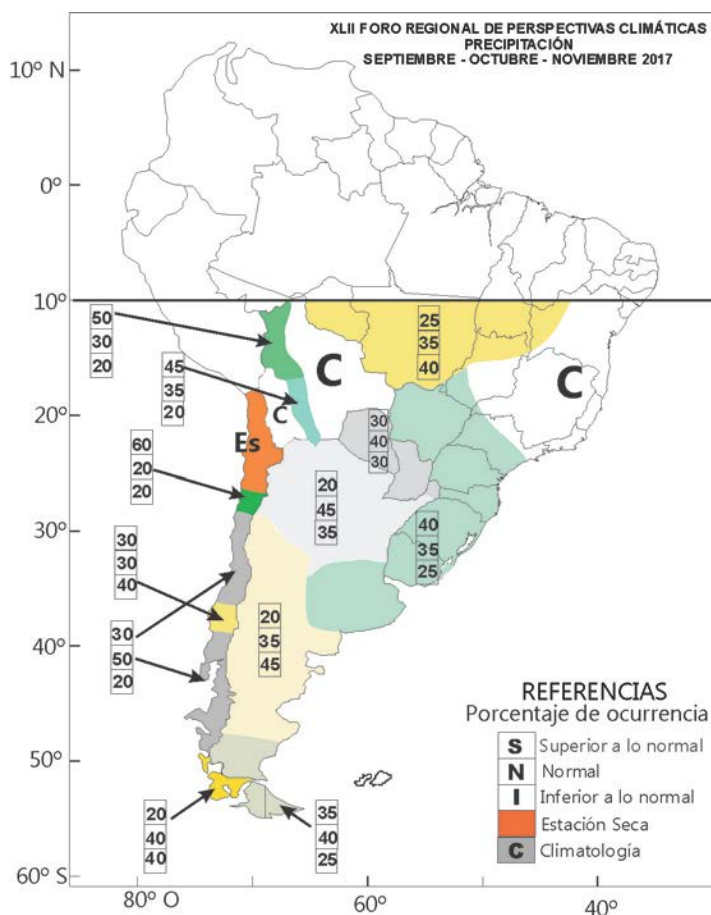 XLII FORO REGIONAL DE PERSPECTIVAS CLIMÁTICAS
PRECIPITACIÓN
SEPTIEMBRE - OCTUBRE - NOVIEMBRE 2017
10º N
0º
10º
50
30
20
25
35
40
45
35
20
C
C
C
20º
Es
30
40
30
60
20
20
20
45
35
30º
40
35
25
30
30
40
20
35
45
30
50
20
40º
REFERENCIAS
Porcentaje de ocurrencia
S Superior a lo normal
N Normal
I Inferior a lo normal
Estación Seca
C Climatología
50º
20
40
40
35
40
25
60º S
80º O
60º
40º